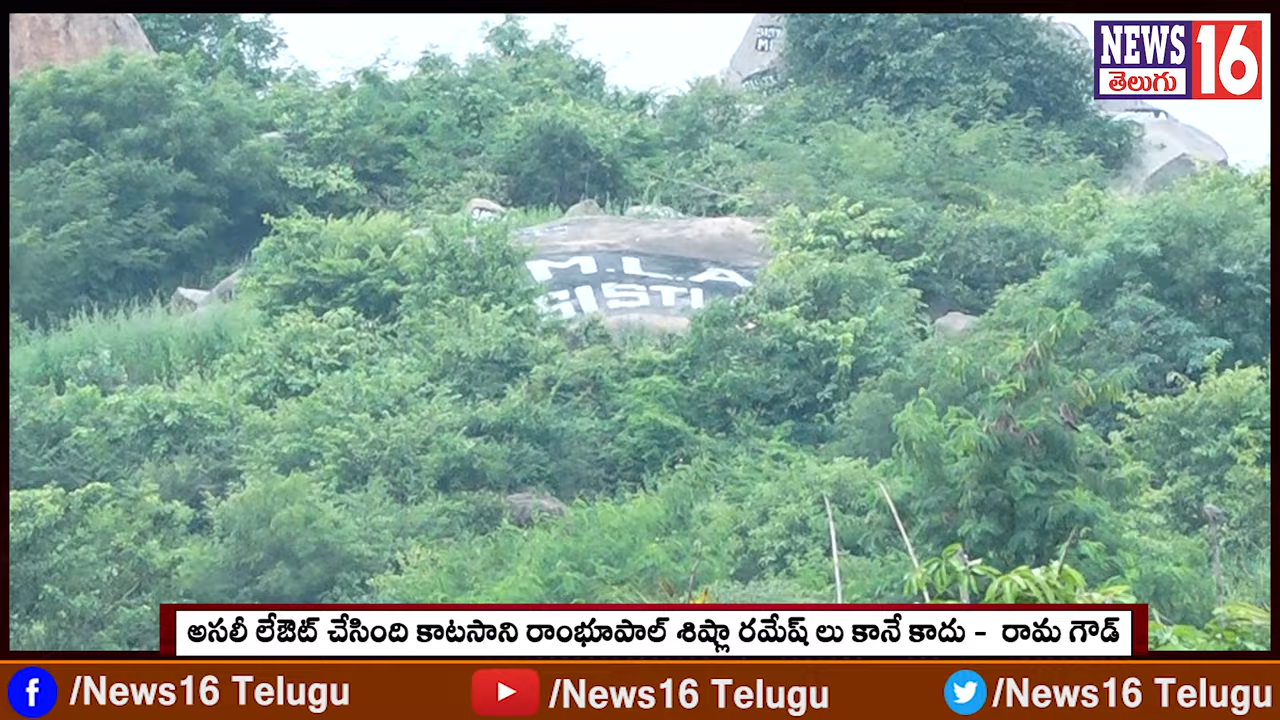 NEWS 16
తెలుగు
M.L.A
SISTI
అసలీ లేఔట్ చేసింది కాటసాని రాంభూపాల్ శిష్లా రమేష్ లు కానే కాదు - రామ గౌడ్
/News16 Telugu
/News16 Telugu
/News16 Telugu